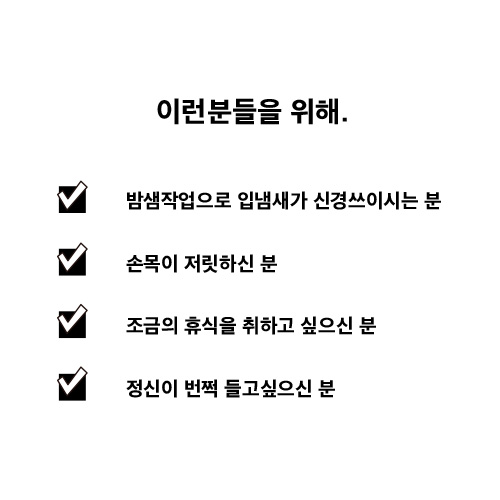 이런분들을 위해.
밤샘작업으로 입냄새가 신경쓰이시는 분
손목이 저릿하신 분
조금의 휴식을 취하고 싶으신 분
정신이 번쩍 들고싶으신 분